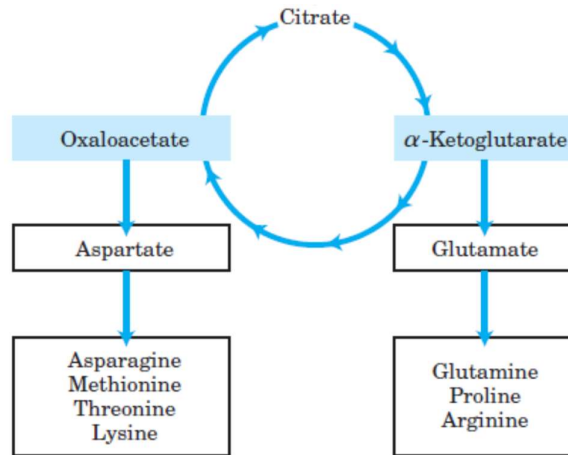 Citrate
Oxaloacetate
α-Ketoglutarate
Aspartate
Glutamate
Asparagine
Methionine
Threonine
Lysine
Glutamine
Proline
Arginine